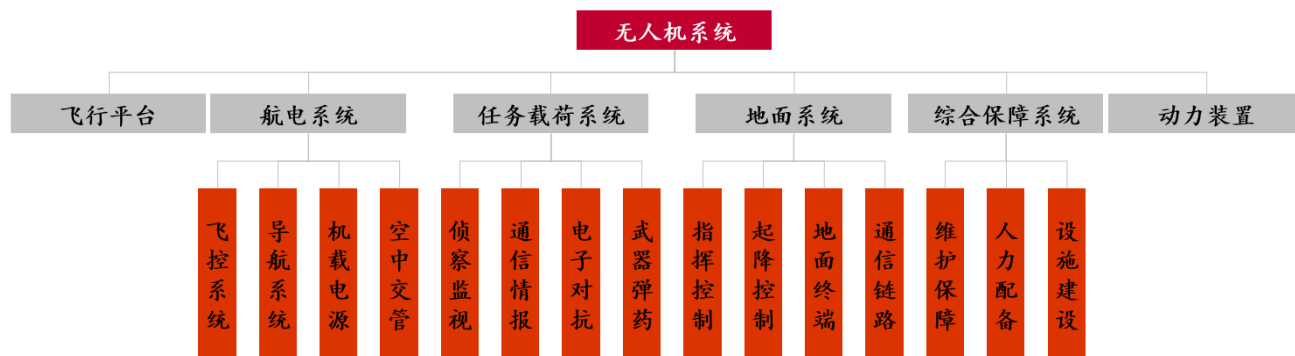 无人机系统
飞行平台
航电系统
任务载荷系统
地面系统
综合保障系统
动力装置
飞控系统
导航系统
机载电源
空中交管
侦察监视
通信情报
电子对抗
武器弹药
指挥控制
起降控制
地面终端
通信链路
维护保障
人力配备
设施建设